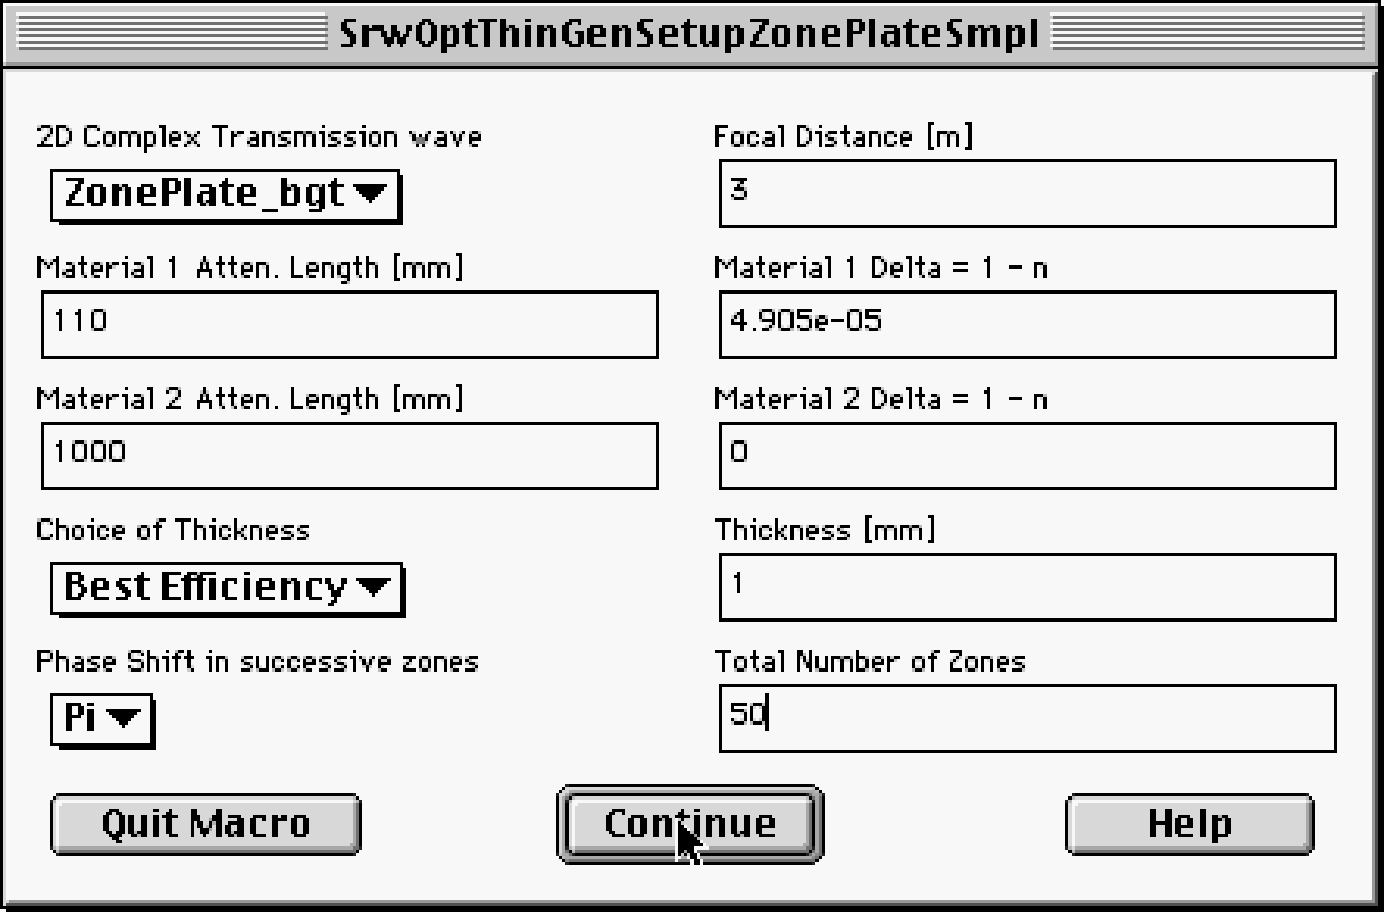 SrwOptThinGenSetupZonePlateSmpl
2D Complex Transmission wave
ZonePlate_bgt
Focal Distance [m]
3
Material 1 Atten. Length [mm]
110
Material 1 Delta = 1 - n
4.905e-05
Material 2 Atten. Length [mm]
1000
Material 2 Delta = 1 - n
0
Choice of Thickness
Best Efficiency
Thickness [mm]
1
Phase Shift in successive zones
Pi
Total Number of Zones
50
Quit Macro
Continue
Help